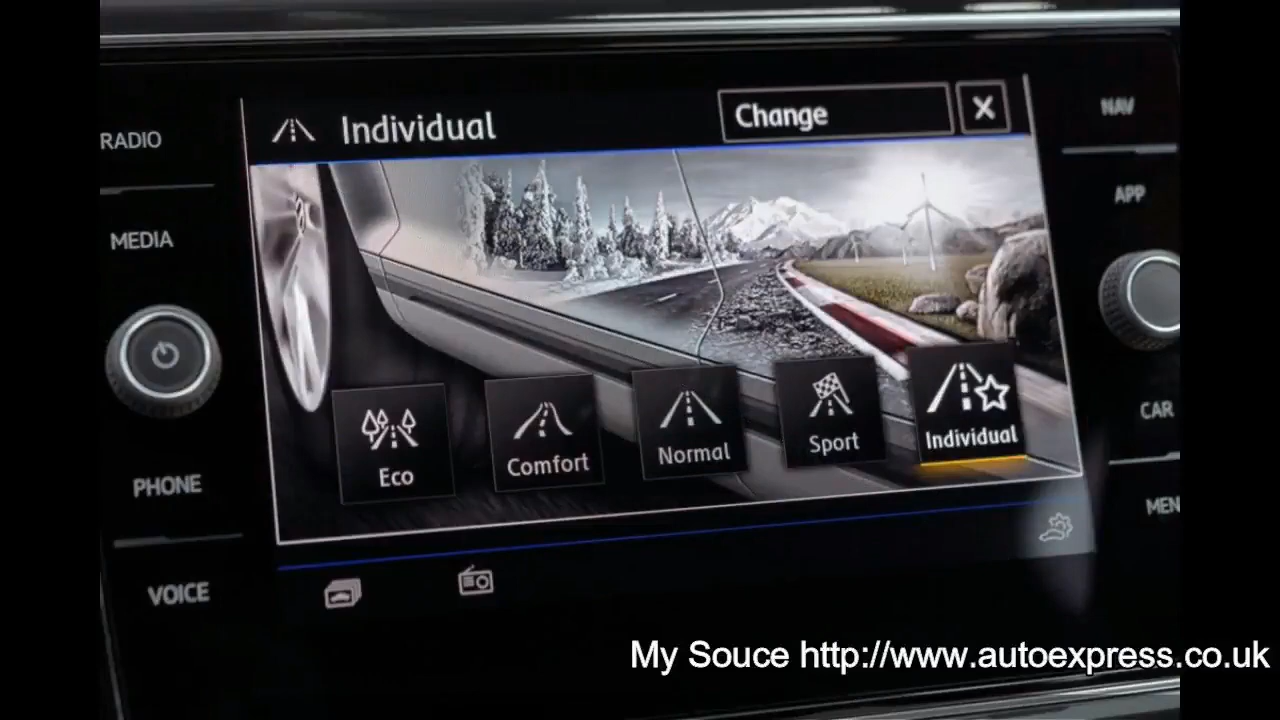 Individual
Change
X
RADIO
MEDIA
PHONE
VOICE
NAV
APP
CAR
MEN
Eco
Comfort
Normal
Sport
Individual
My Souce http://www.autoexpress.co.uk